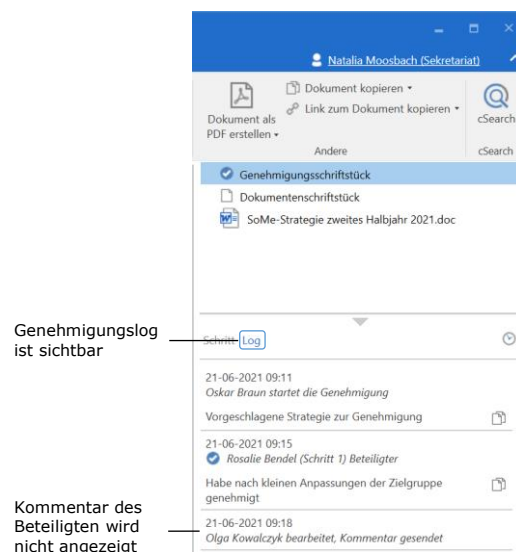 Natalia Moosbach (Sekretariat)
Dokument als
PDF erstellen
Dokument kopieren
Link zum Dokument kopieren
cSearch
Andere
cSearch
Genehmigungsschriftstück
Dokumentenschriftstück
SoMe-Strategie zweites Halbjahr 2021.doc
Genehmigungslog
ist sichtbar
Schritt Log
21-06-2021 09:11
Oskar Braun startet die Genehmigung
Vorgeschlagene Strategie zur Genehmigung
21-06-2021 09:15
Rosalie Bendel (Schritt 1) Beteiligter
Habe nach kleinen Anpassungen der Zielgruppe
genehmigt
Kommentar des
Beteiligten wird
nicht angezeigt
21-06-2021 09:18
Olga Kowalczyk bearbeitet, Kommentar gesendet